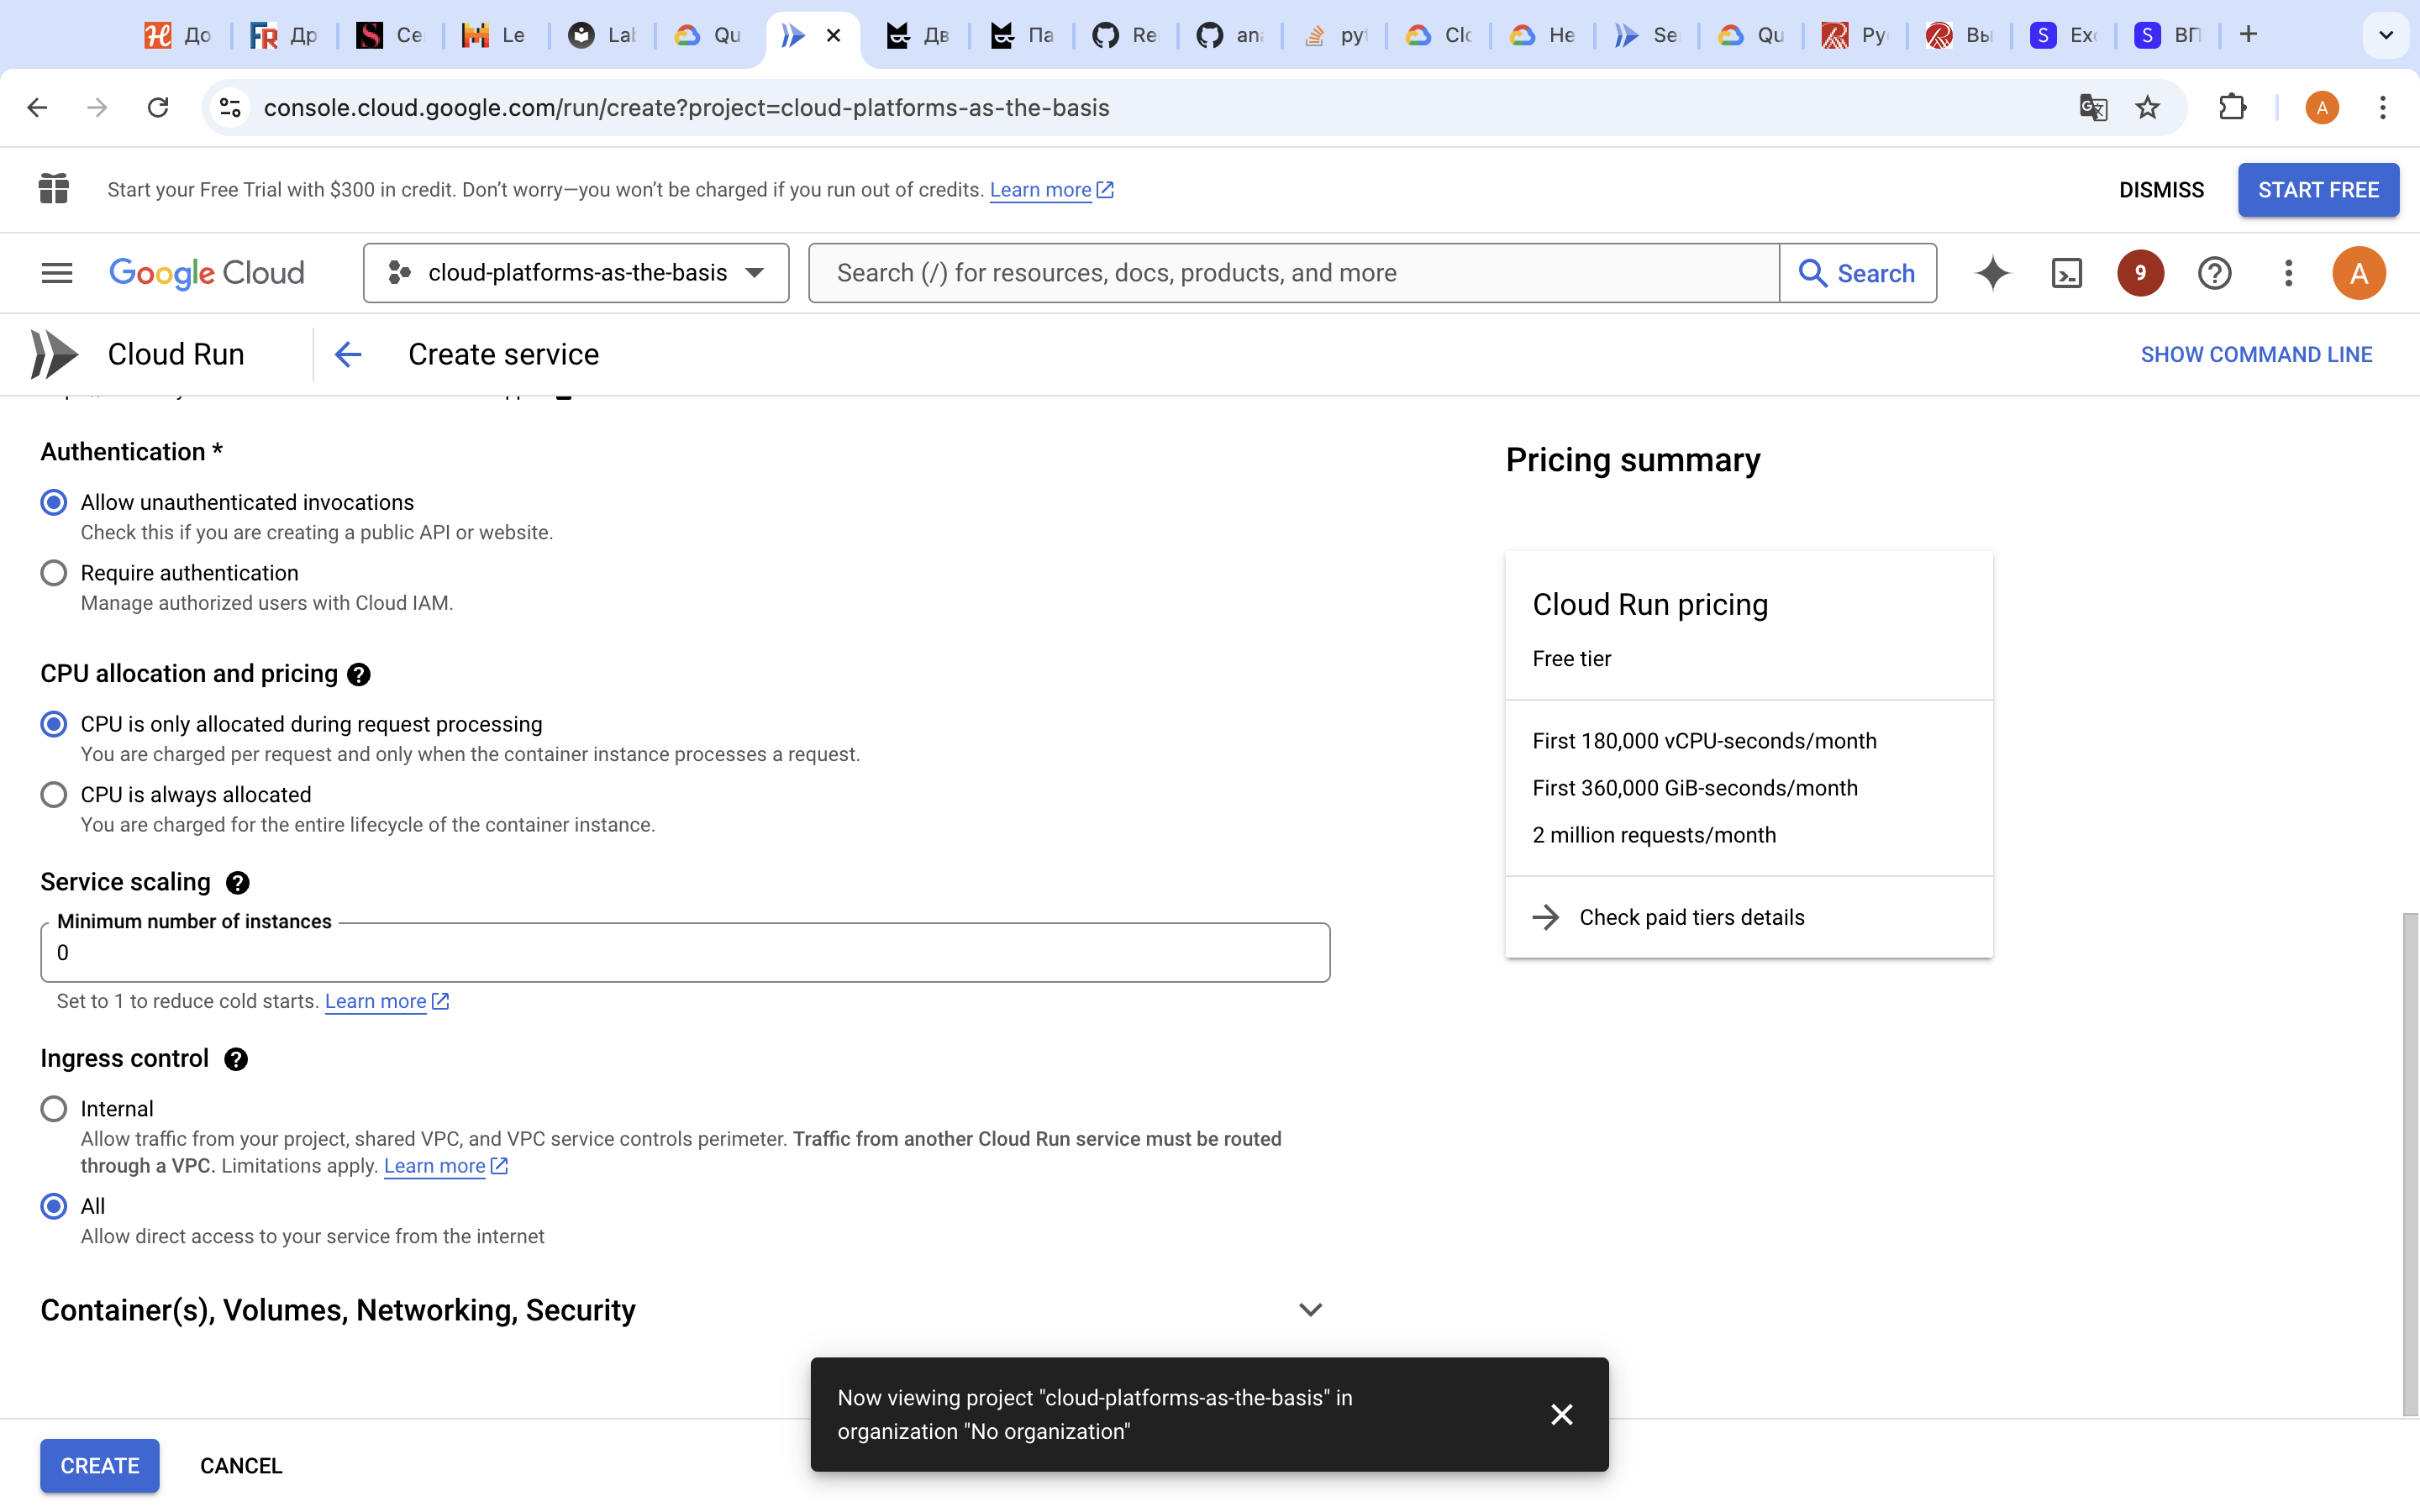 До
Др
Le
Lab
Qu
Дв
Па
Re
ana
Clo
He
Se
Qu
Ру
Вы
console.cloud.google.com/run/create?project=cloud-platforms-as-the-basis
A
Start your Free Trial with $300 in credit. Don't worry—you won't be charged if you run out of credits. Learn more
DISMISS
START FREE
Google Cloud
cloud-platforms-as-the-basis
Search (/) for resources, docs, products, and more
Search
9
A
Cloud Run
Create service
SHOW COMMAND LINE
Authentication *
Allow unauthenticated invocations
Check this if you are creating a public API or website.
Require authentication
Manage authorized users with Cloud IAM.
CPU allocation and pricing
CPU is only allocated during request processing
You are charged per request and only when the container instance processes a request.
CPU is always allocated
You are charged for the entire lifecycle of the container instance.
Service scaling
Minimum number of instances
0
Set to 1 to reduce cold starts. Learn more
Ingress control
Internal
Allow traffic from your project, shared VPC, and VPC service controls perimeter. Traffic from another Cloud Run service must be routed
through a VPC. Limitations apply. Learn more
All
Allow direct access to your service from the internet
Container(s), Volumes, Networking, Security
Pricing summary
Cloud Run pricing
Free tier
First 180,000 vCPU-seconds/month
First 360,000 GiB-seconds/month
2 million requests/month
Check paid tiers details
Now viewing project "cloud-platforms-as-the-basis" in
organization "No organization"
CREATE
CANCEL